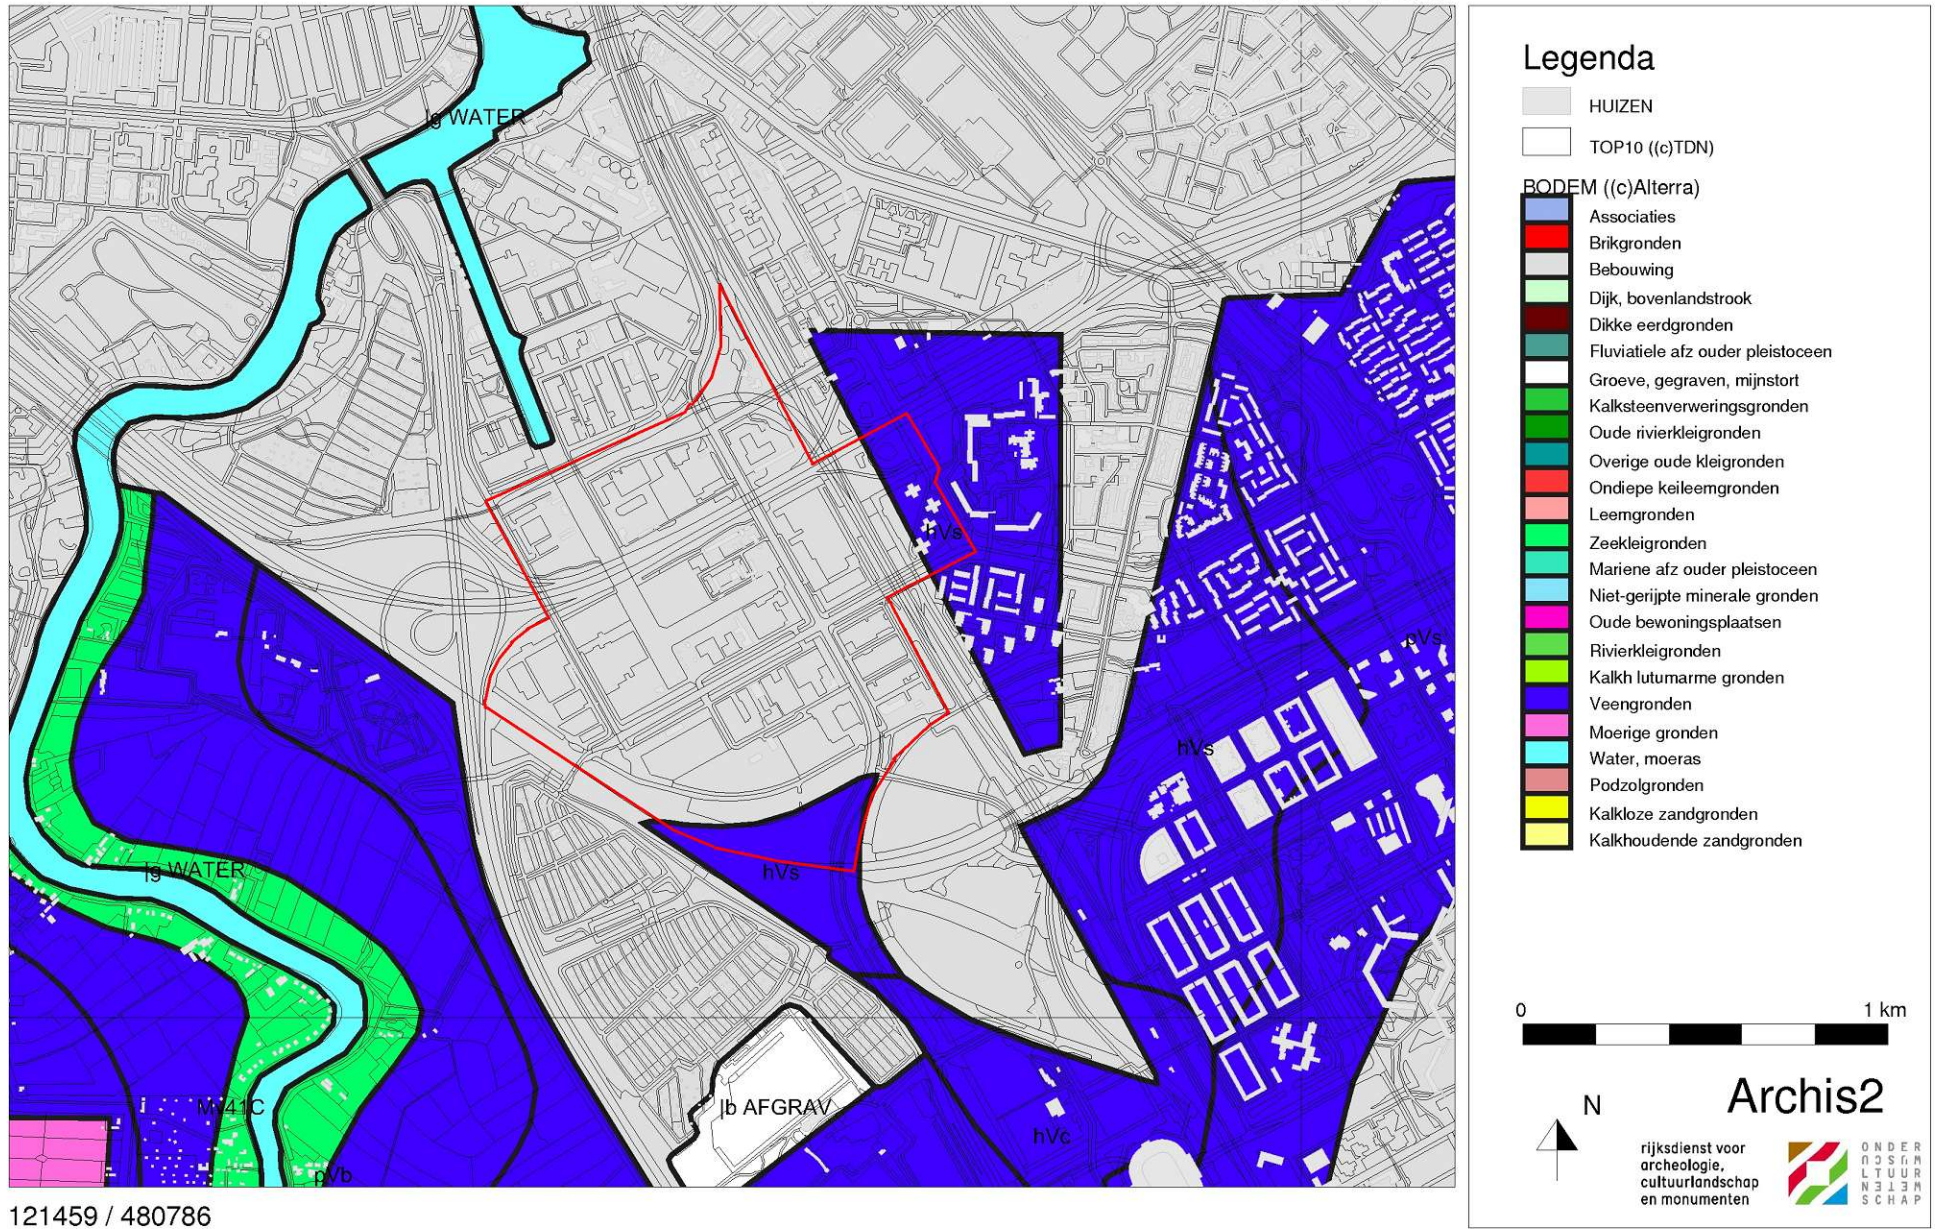 |g WATER
hVs
pVs
hVs
|g WATER
hVs
Mv41C
|b AFGRAV
hVc
pVb
121459 / 480786
Legenda
HUIZEN
TOP10 ((c)TDN)
BODEM ((c)Alterra)
Associaties
Brikgronden
Bebouwing
Dijk, bovenlandstrook
Dikke eerdgronden
Fluviatiele afz ouder pleistoceen
Groeve, gegraven, mijnstort
Kalksteenverweringsgronden
Oude rivierkleigronden
Overige oude kleigronden
Ondiepe keileemgronden
Leemgronden
Zeekleigronden
Mariene afz ouder pleistoceen
Niet-gerijpte minerale gronden
Oude bewoningsplaatsen
Rivierkleigronden
Kalkh lutumarme gronden
Veengronden
Moerige gronden
Water, moeras
Podzolgronden
Kalkloze zandgronden
Kalkhoudende zandgronden
0 1 km
N
Archis2
rijksdienst voor
archeologie,
cultuurlandschap
en monumenten
ONDER
LTUUR
SCHAP